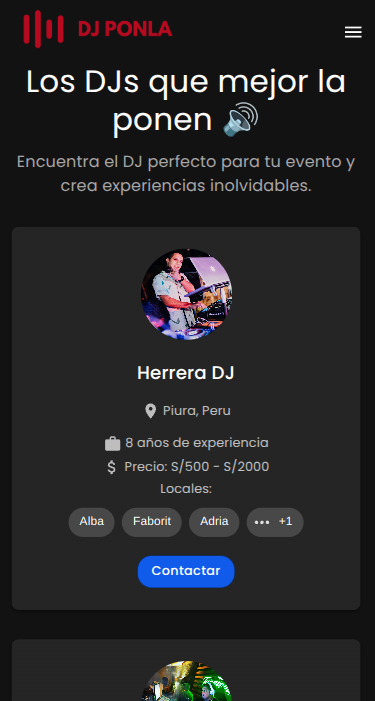 DJ PONLA
Los DJs que mejor la
ponen 🔊
Encuentra el DJ perfecto para tu evento y
crea experiencias inolvidables.
Herrera DJ
Piura, Peru
8 años de experiencia
Precio: S/500 - S/2000
Locales:
Alba Faborit Adria ••• +1
Contactar